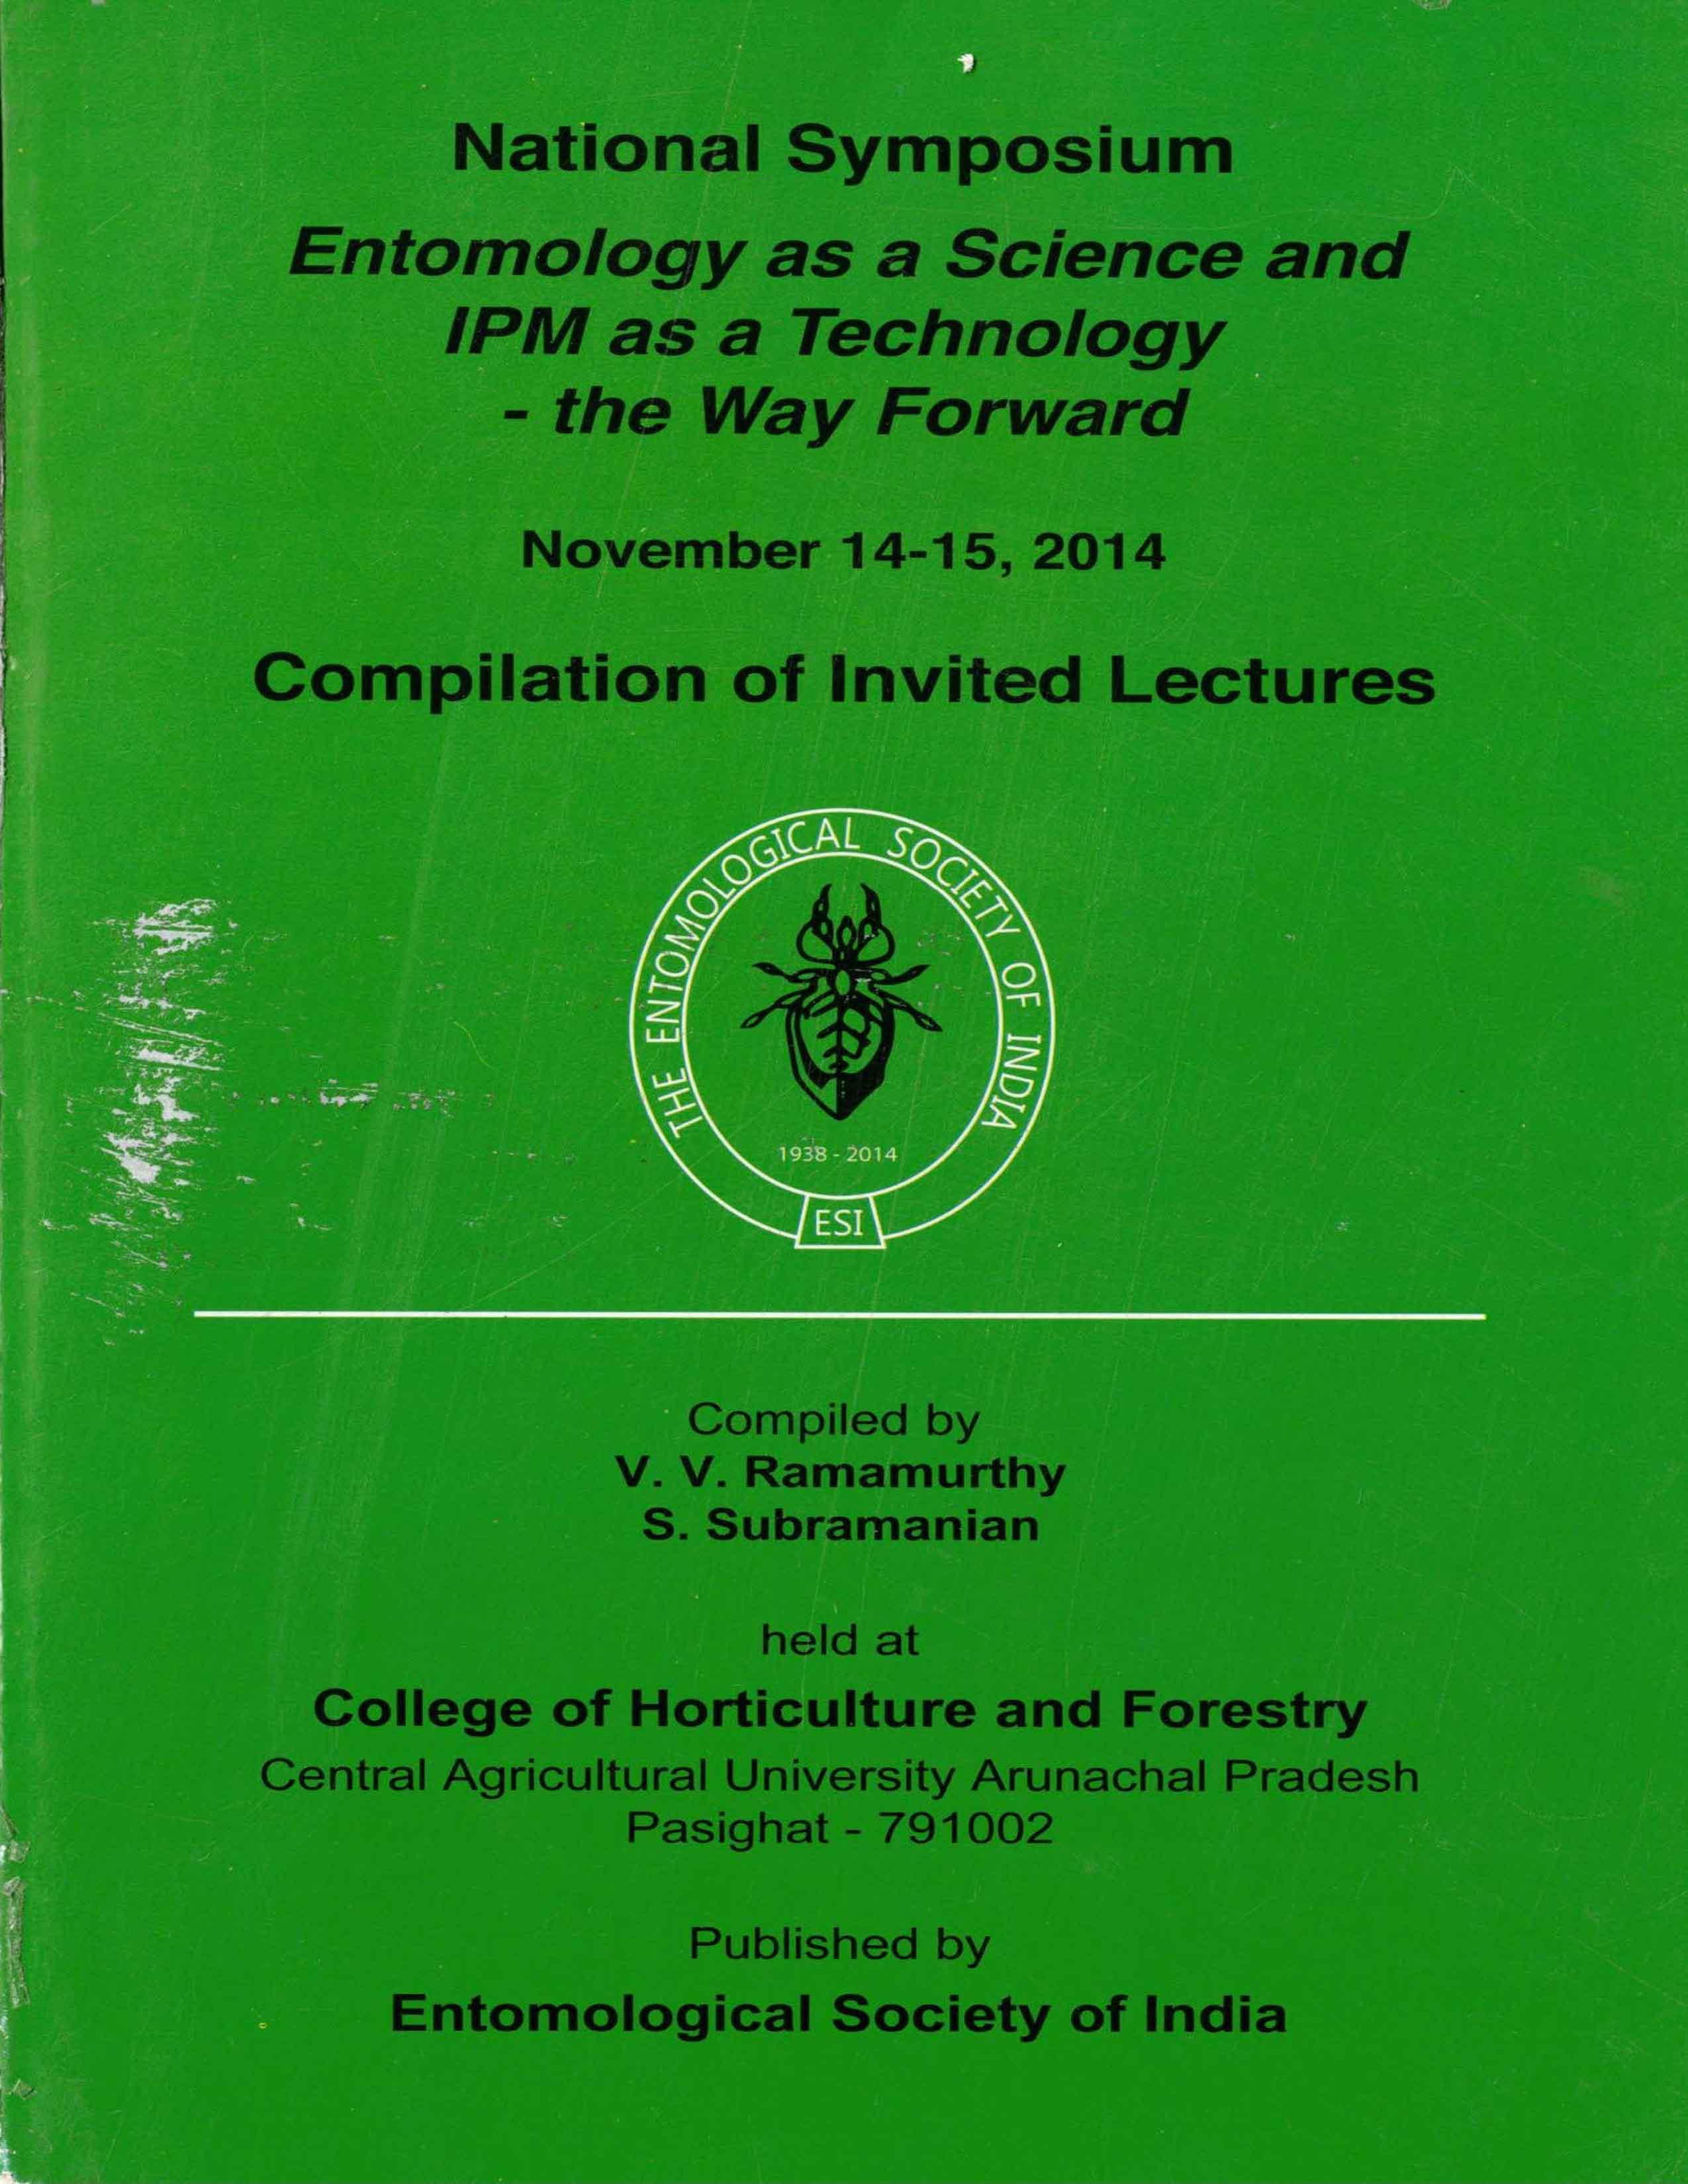 National Symposium
Entomology as a Science and
IPM as a Technology
- the Way Forward
November 14-15, 2014
Compilation of Invited Lectures
THE ENTOMOLOGICAL SOCIETY OF INDIA
1938 - 2014
ESI
Compiled by
V. V. Ramamurthy
S. Subramanian
held at
College of Horticulture and Forestry
Central Agricultural University Arunachal Pradesh
Pasighat - 791002
Published by
Entomological Society of India